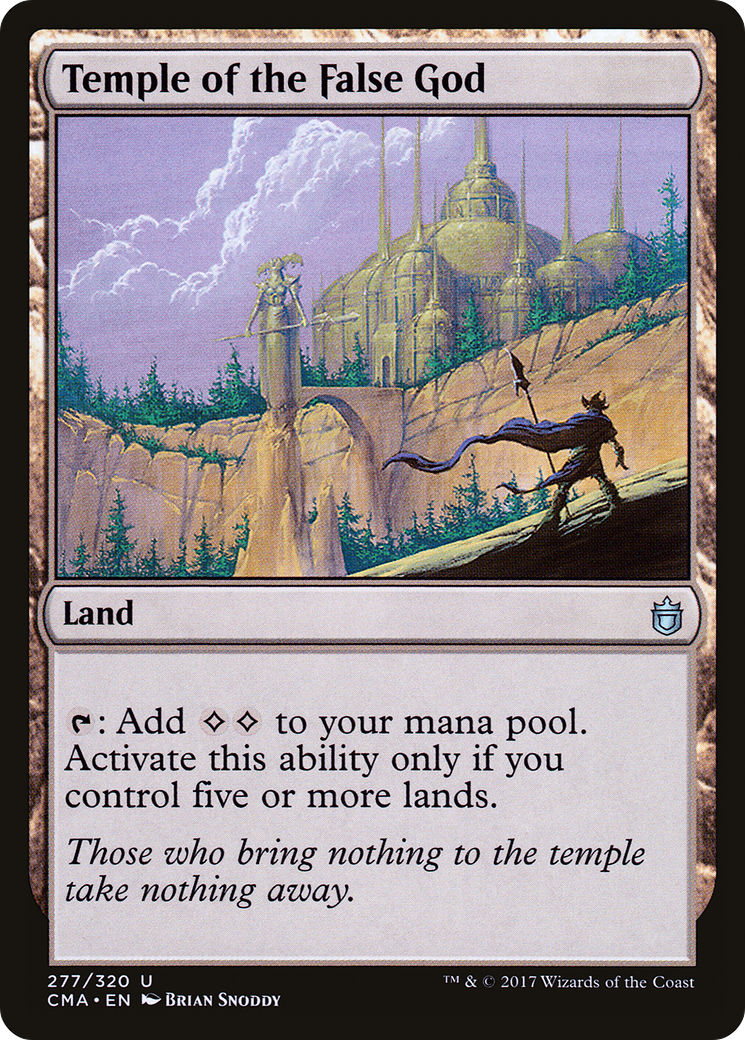 Temple of the False God
Land
: Add to your mana pool.
Activate this ability only if you
control five or more lands.
Those who bring nothing to the temple
take nothing away.
277/320 U
™ & © 2017 Wizards of the Coast
CMA • EN Brian Snoddy